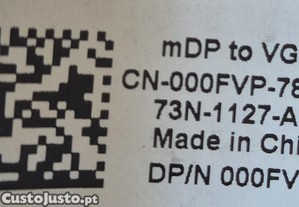 mDP to VG
CN-000FVP-78
73N-1127-A
Made in Chi
DP/N 000FV
CustoJusto.pt